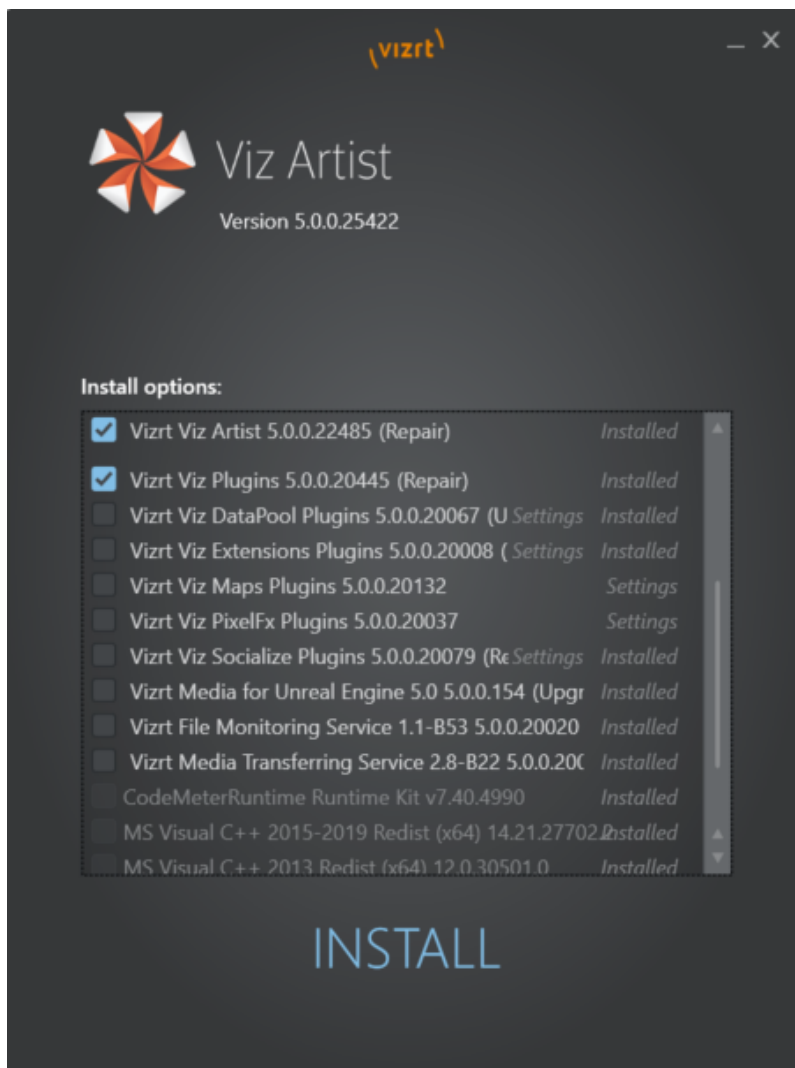 vizrt
Viz Artist
Version 5.0.0.25422
Install options:
Vizrt Viz Artist 5.0.0.22485 (Repair) Installed
Vizrt Viz Plugins 5.0.0.20445 (Repair) Installed
Vizrt Viz DataPool Plugins 5.0.0.20067 (U Settings Installed
Vizrt Viz Extensions Plugins 5.0.0.20008 ( Settings Installed
Vizrt Viz Maps Plugins 5.0.0.20132 Settings
Vizrt Viz PixelFx Plugins 5.0.0.20037 Settings
Vizrt Viz Socialize Plugins 5.0.0.20079 (Re Settings Installed
Vizrt Media for Unreal Engine 5.0 5.0.0.154 (Upgr Installed
Vizrt File Monitoring Service 1.1-B53 5.0.0.20020 Installed
Vizrt Media Transferring Service 2.8-B22 5.0.0.20( Installed
CodeMeterRuntime Runtime Kit v7.40.4990 Installed
MS Visual C++ 2015-2019 Redist (x64) 14.21.27702.2 Installed
MS Visual C++ 2013 Redist (x64) 12.0.30501.0 Installed
INSTALL